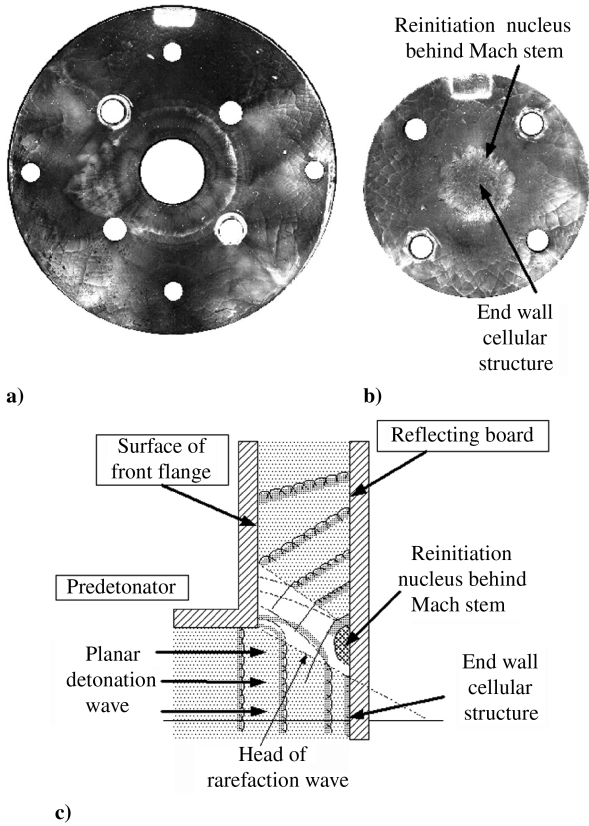 Reinitiation nucleus
behind Mach stem
End wall
cellular
structure
a)
b)
Surface of
front flange
Reflecting board
Predetonator
Reinitiation
nucleus behind
Mach stem
Planar
detonation
wave
End wall
cellular
structure
Head of
rarefaction wave
c)